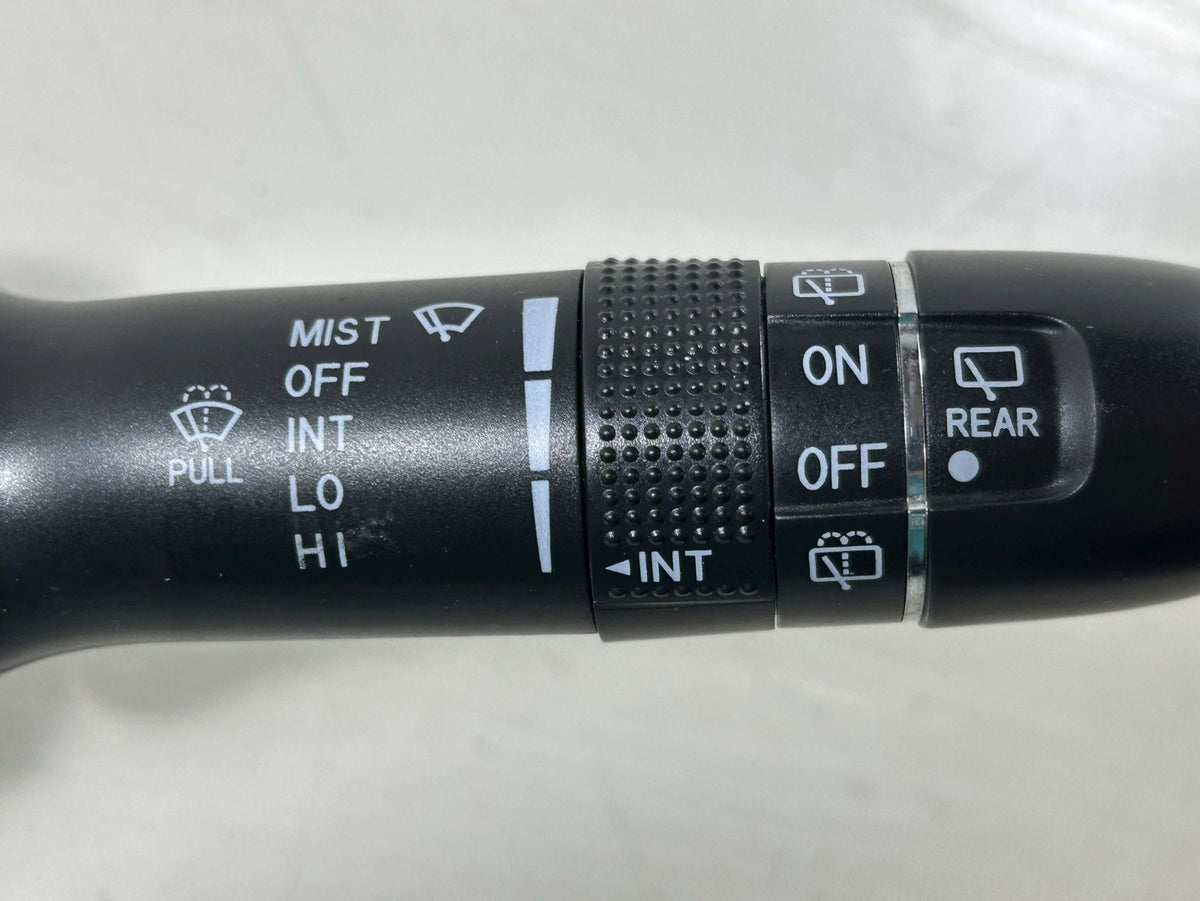 MIST
OFF
INT
LO
HI
PULL
◄INT
ON
OFF
REAR